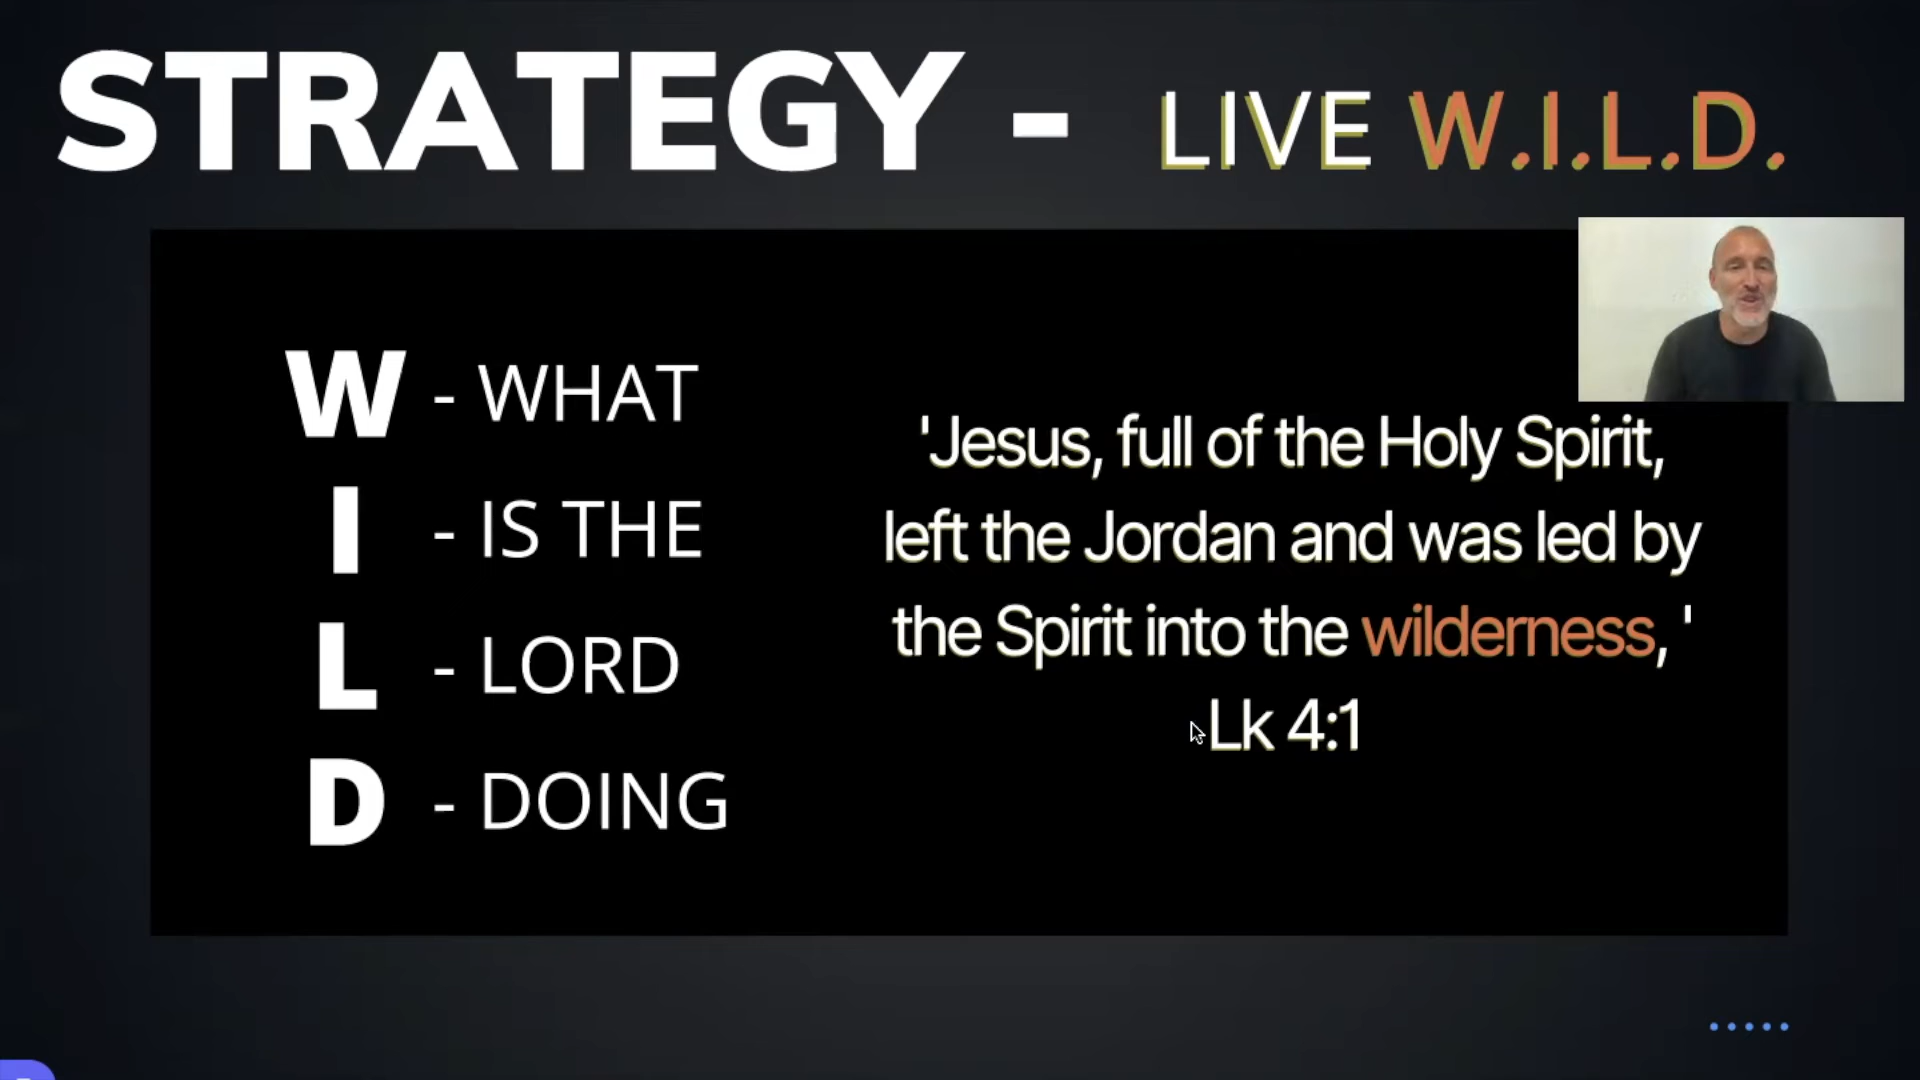 STRATEGY - LIVE W.I.L.D.
W - WHAT
I - IS THE
L - LORD
D - DOING
'Jesus, full of the Holy Spirit,
left the Jordan and was led by
the Spirit into the wilderness, '
Lk 4:1